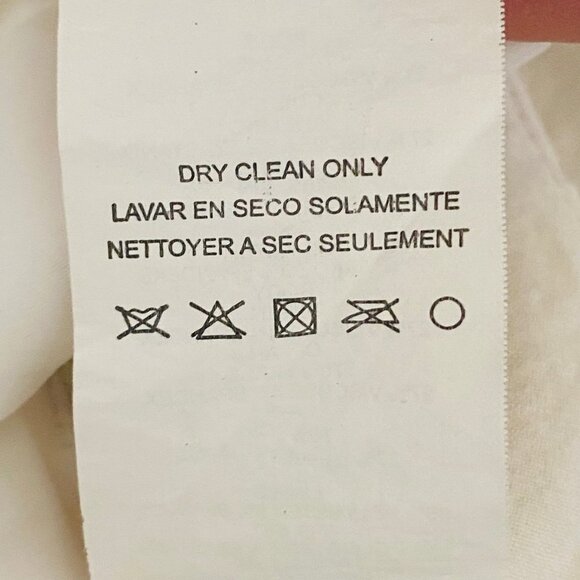 DRY CLEAN ONLY
LAVAR EN SECO SOLAMENTE
NETTOYER A SEC SEULEMENT